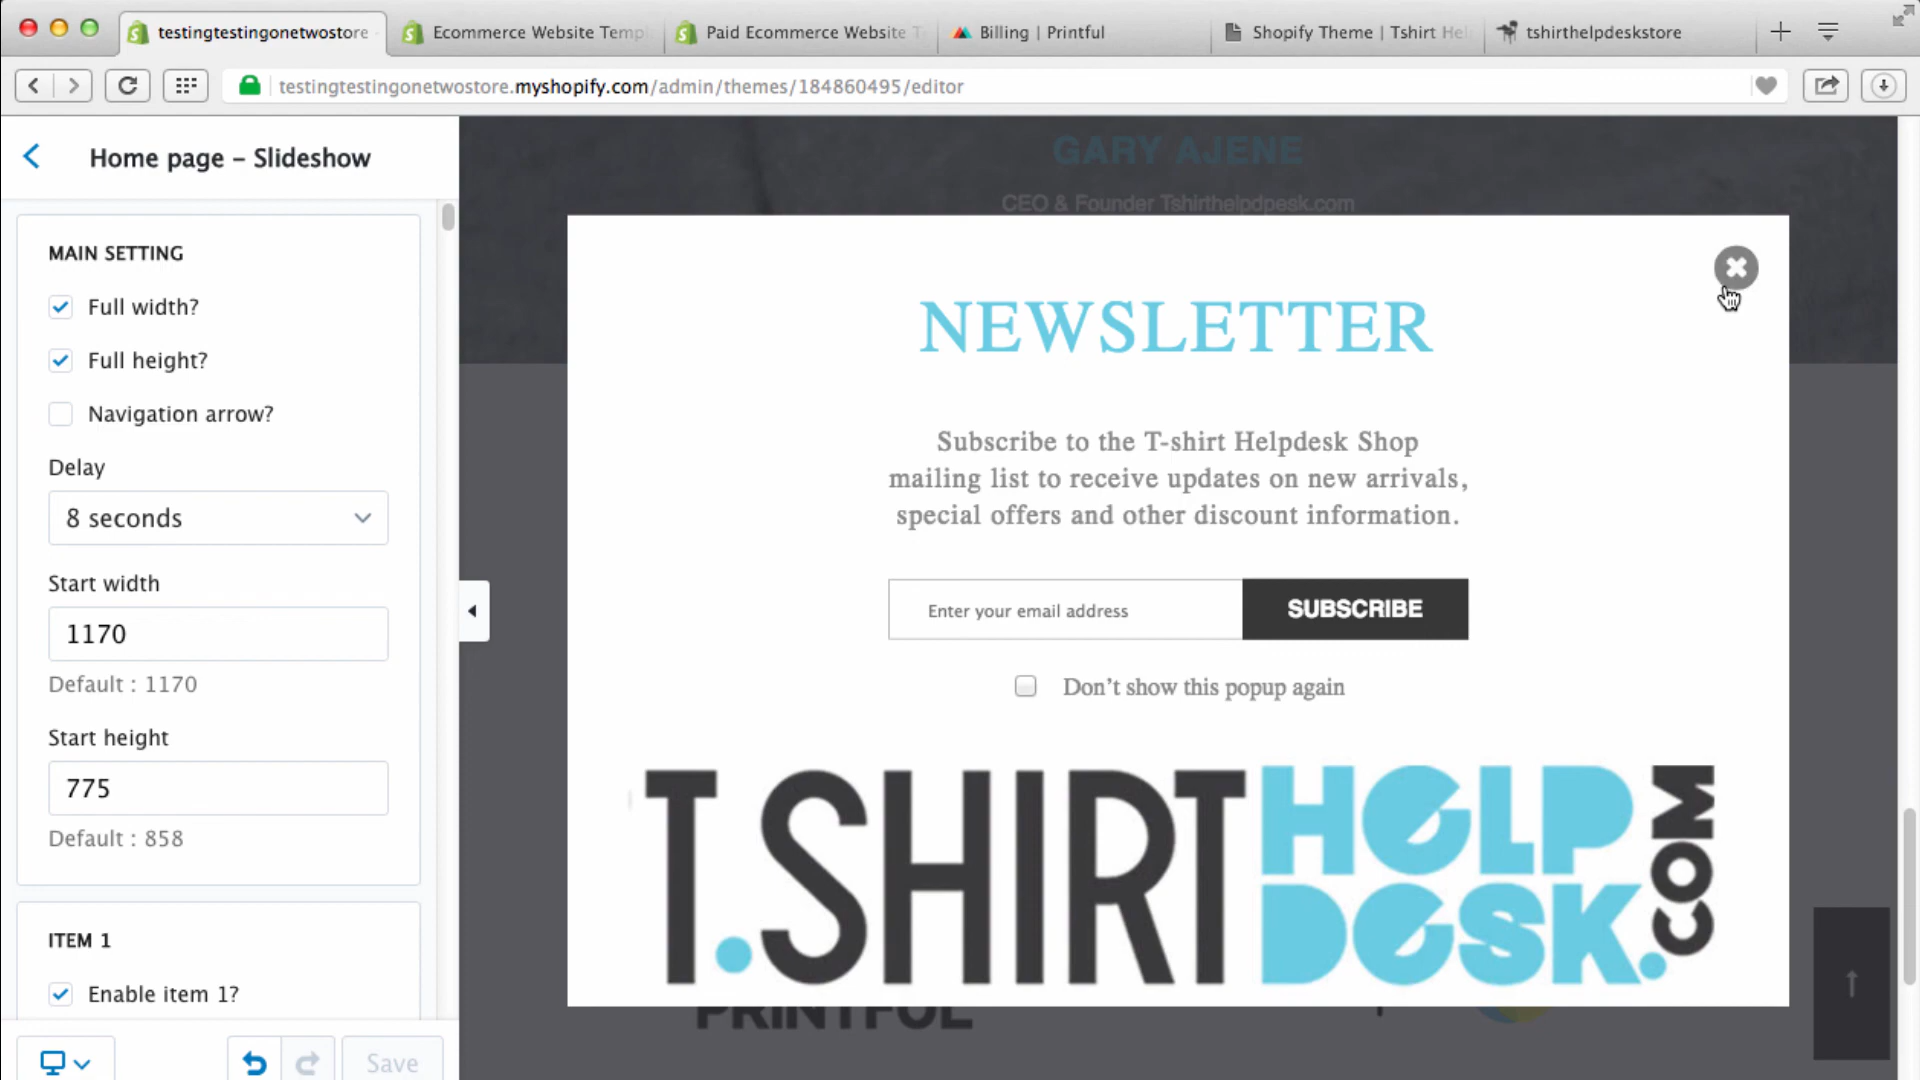 testingtestingonetwostore
Ecommerce Website Temp
Paid Ecommerce Website T
Billing | Printful
Shopify Theme | Tshirt Hel
tshirthelpdeskstore
testingtestingonetwostore.myshopify.com/admin/themes/184860495/editor
Home page – Slideshow
MAIN SETTING
Full width?
Full height?
Navigation arrow?
Delay
8 seconds
Start width
1170
Default : 1170
Start height
775
Default : 858
ITEM 1
Enable item 1?
Save
GARY AJENE
CEO & Founder Tshirthelpdpesk.com
NEWSLETTER
Subscribe to the T-shirt Helpdesk Shop
mailing list to receive updates on new arrivals,
special offers and other discount information.
Enter your email address
SUBSCRIBE
Don't show this popup again
T.SHIRT HELP DESK.COM
PRINTFUL